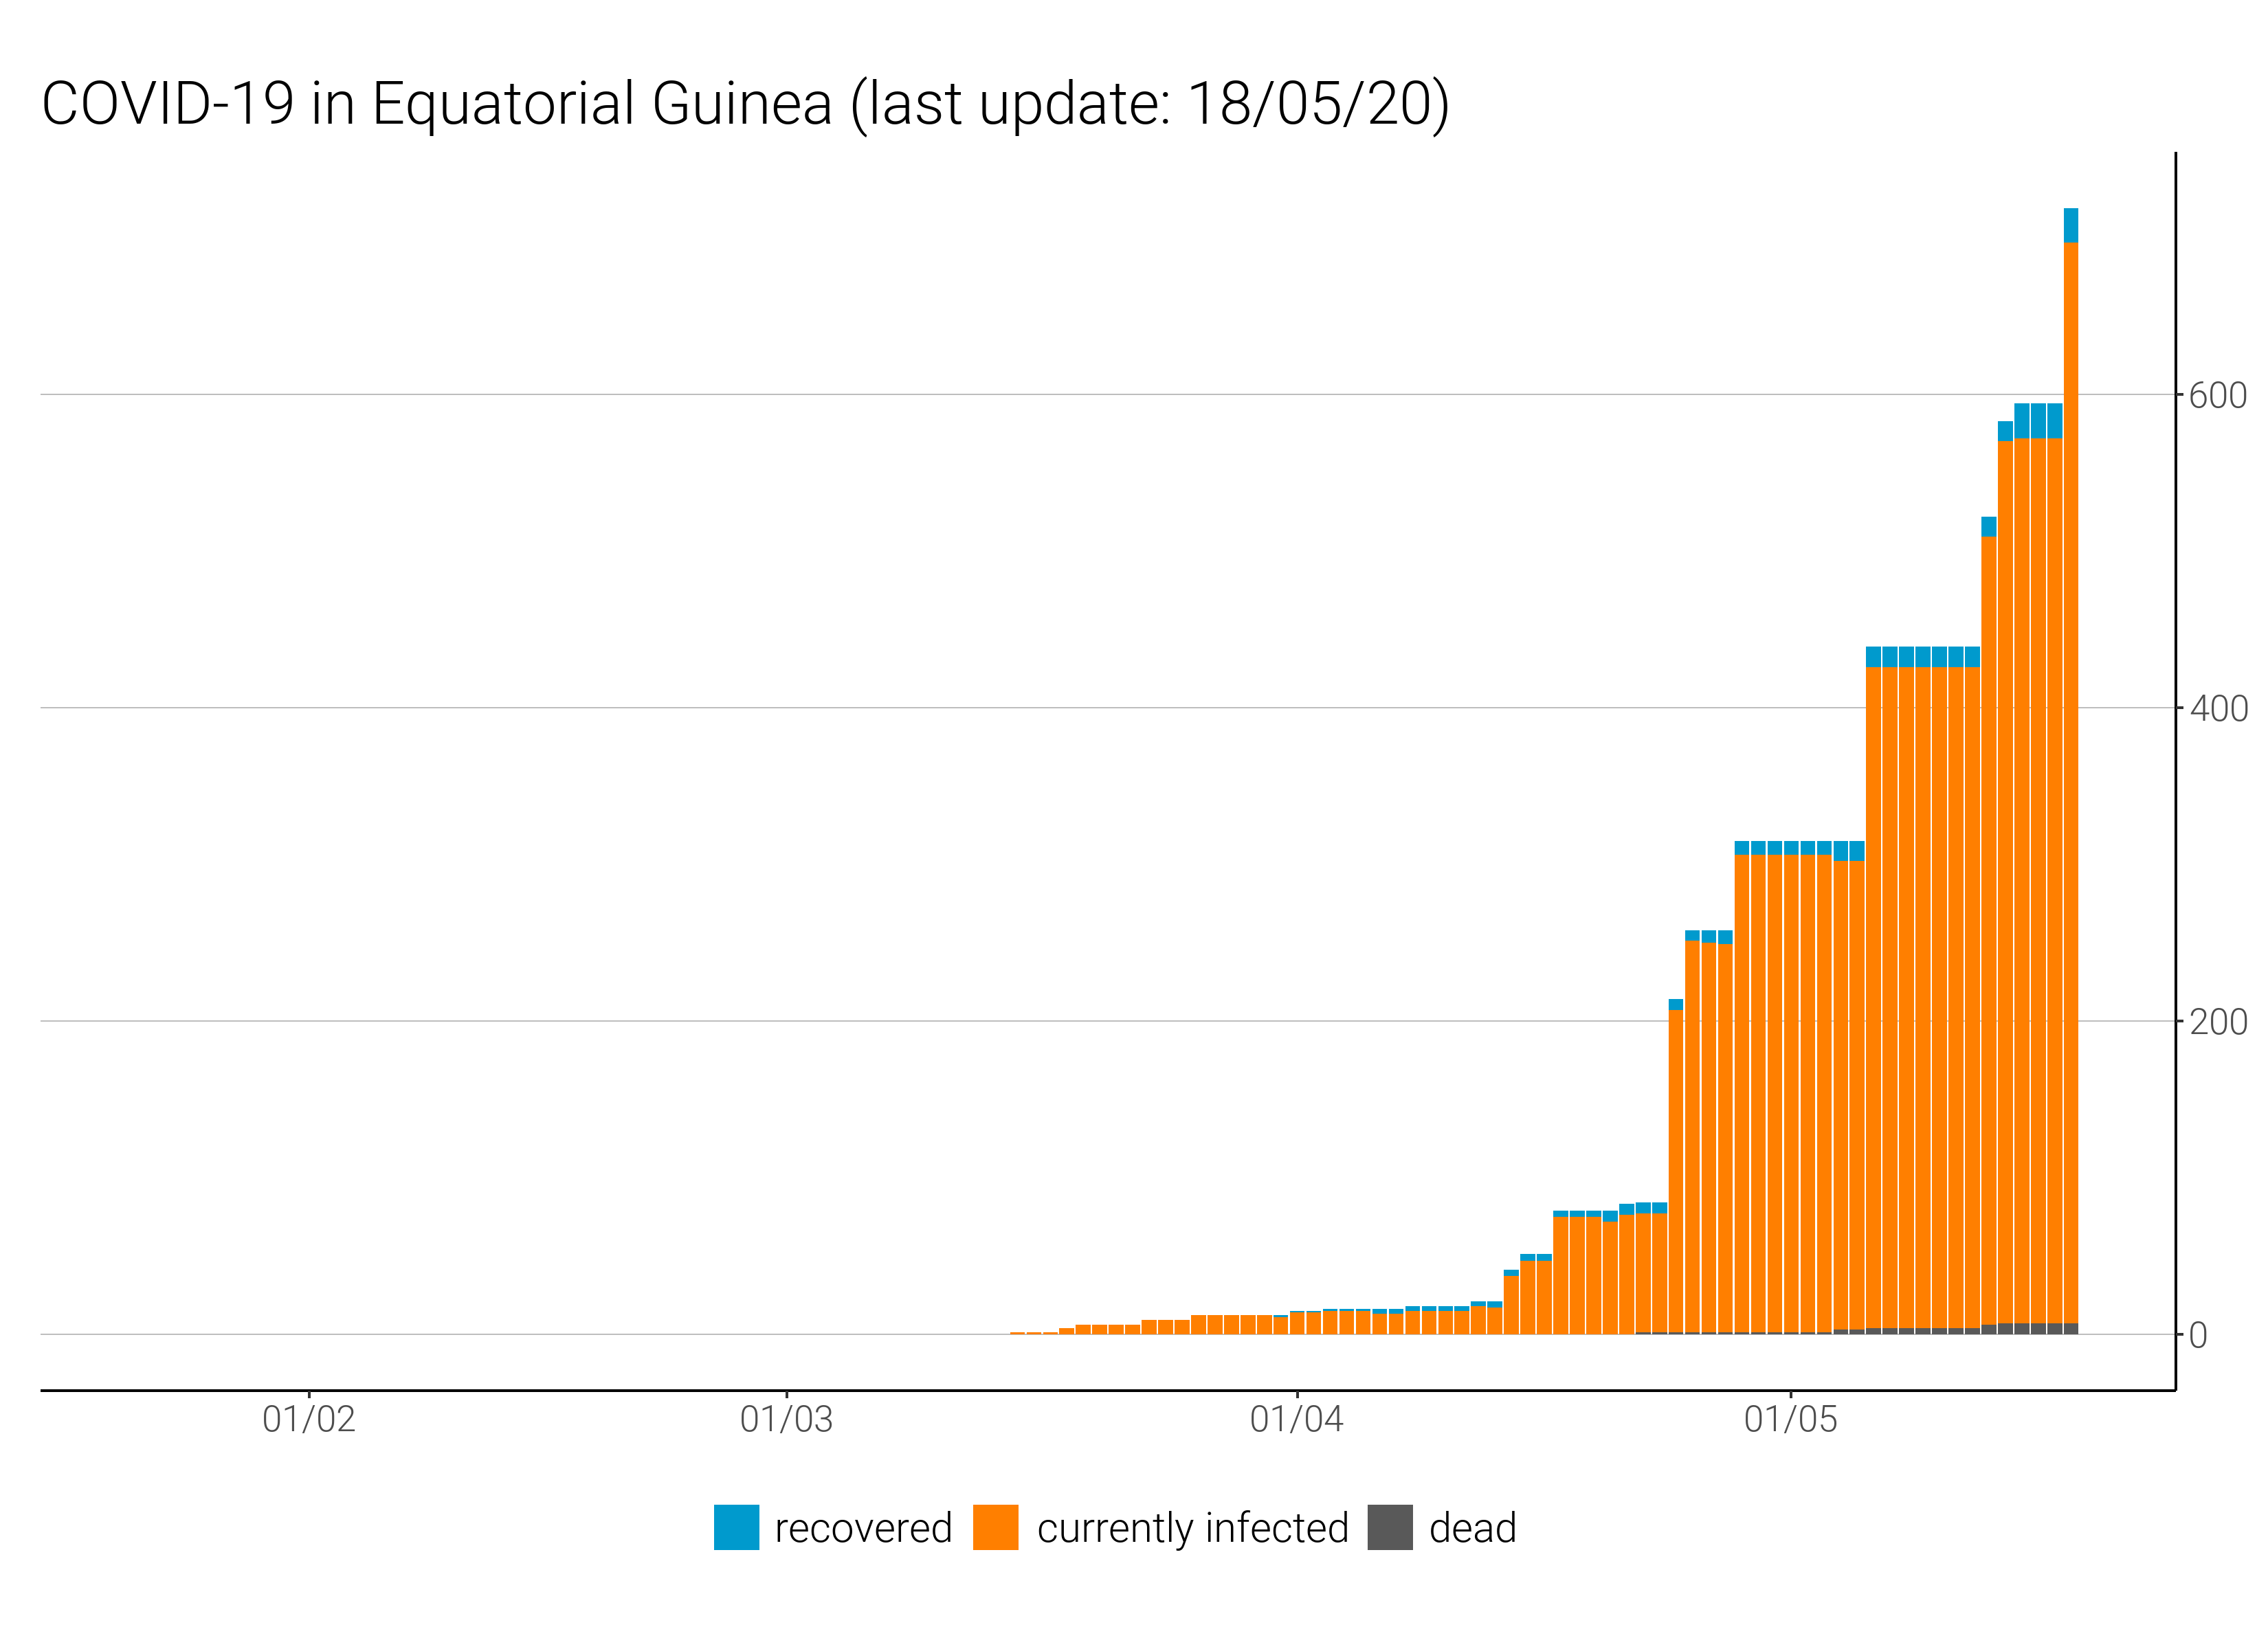 COVID-19 in Equatorial Guinea (last update: 18/05/20)
600
400
200
0
01/02 01/03 01/04 01/05
recovered currently infected dead